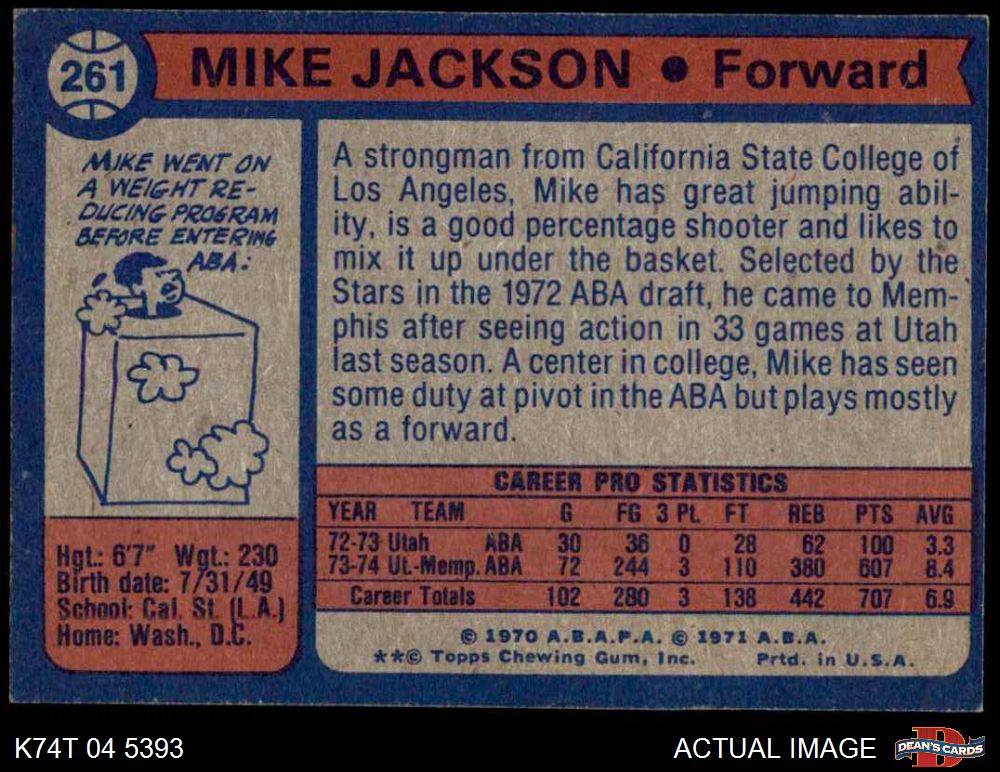 261
MIKE JACKSON • Forward
MIKE WENT ON
A WEIGHT RE-
DUCING PROGRAM
BEFORE ENTERING
ABA.
A strongman from California State College of
Los Angeles, Mike has great jumping abil-
ity, is a good percentage shooter and likes to
mix it up under the basket. Selected by the
Stars in the 1972 ABA draft, he came to Mem-
phis after seeing action in 33 games at Utah
last season. A center in college, Mike has seen
some duty at pivot in the ABA but plays mostly
as a forward.
Hgt.: 6'7" Wgt.: 230
Birth date: 7/31/49
School: Cal. St. (L.A.)
Home: Wash., D.C.
CAREER PRO STATISTICS
YEAR TEAM G FG 3 PL FT REB PTS AVG
72-73 Utah ABA 30 36 0 28 62 100 3.3
73-74 Ut.-Memp. ABA 72 244 3 110 380 607 8.4
Career Totals 102 280 3 138 442 707 6.9
© 1970 A.B.A.P.A. © 1971 A.B.A.
**© Topps Chewing Gum, Inc. Prtd. in U.S.A.
K74T 04 5393
ACTUAL IMAGE
D
DEAN'S CARDS